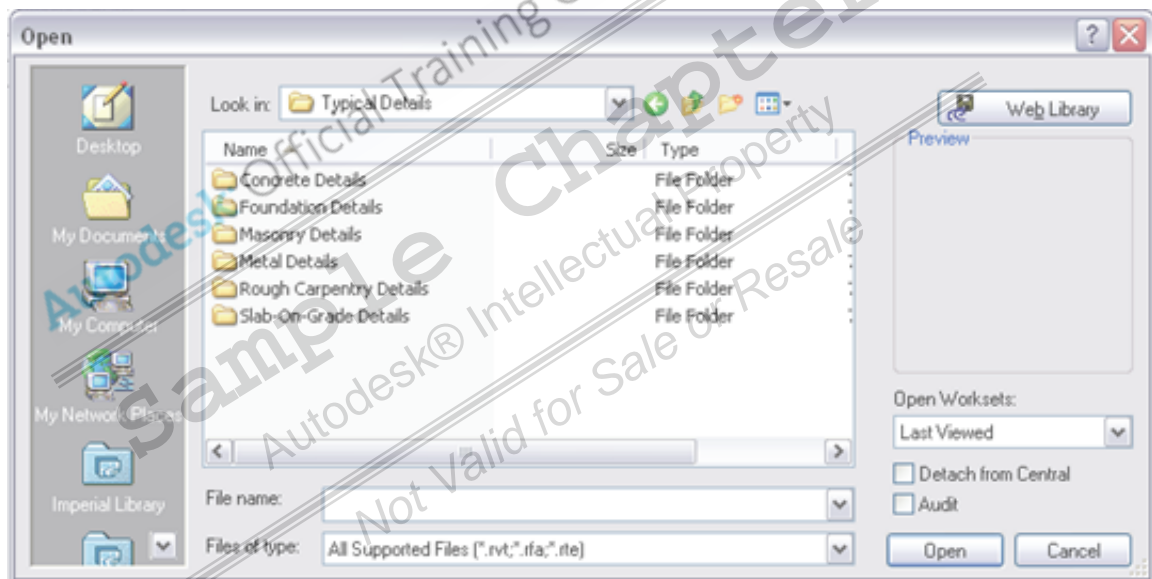 Open
Desktop
My Documents
My Computer
My Network Places
Imperial Library
Look in: Typical Details
Web Library
Preview
Name Size Type
Concrete Details File Folder
Foundation Details File Folder
Masonry Details File Folder
Metal Details File Folder
Rough Carpentry Details File Folder
Slab-On-Grade Details File Folder
Open Worksets:
Last Viewed
Detach from Central
Audit
File name:
Files of type: All Supported Files (*.rvt;*.rfa;*.rte)
Open Cancel
Autodesk Official Training
Sample Chapter
Autodesk® Intellectual Property
Not Valid for Sale or Resale